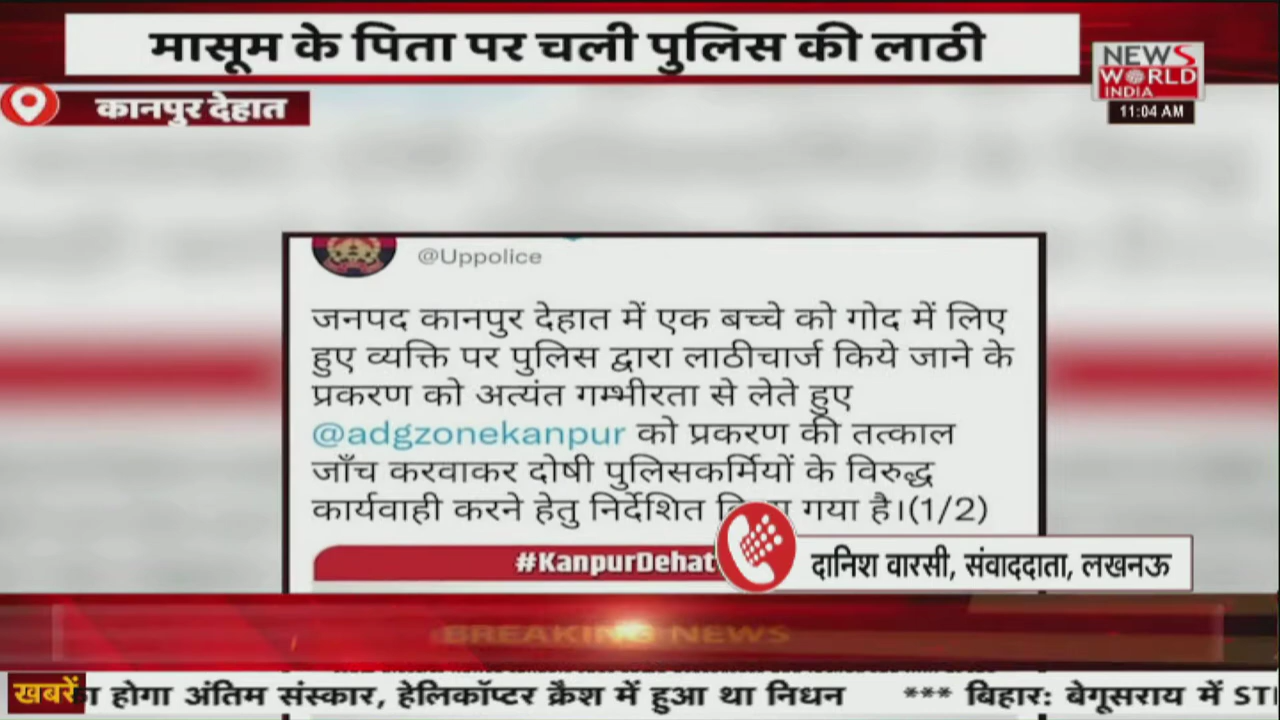 मासूम के पिता पर चली पुलिस की लाठी
NEWS
WORLD
INDIA
11:04 AM
कानपुर देहात
@Uppolice
जनपद कानपुर देहात में एक बच्चे को गोद में लिए
हुए व्यक्ति पर पुलिस द्वारा लाठीचार्ज किये जाने के
प्रकरण को अत्यंत गम्भीरता से लेते हुए
@adgzonekanpur को प्रकरण की तत्काल
जाँच करवाकर दोषी पुलिसकर्मियों के विरुद्ध
कार्यवाही करने हेतु निर्देशित गया है।(1/2)
#KanpurDehat
दानिश वारसी, संवाददाता, लखनऊ
BREAKING NEWS
खबरें होगा अंतिम संस्कार, हेलिकॉप्टर क्रैश में हुआ था निधन *** बिहार: बेगूसराय में